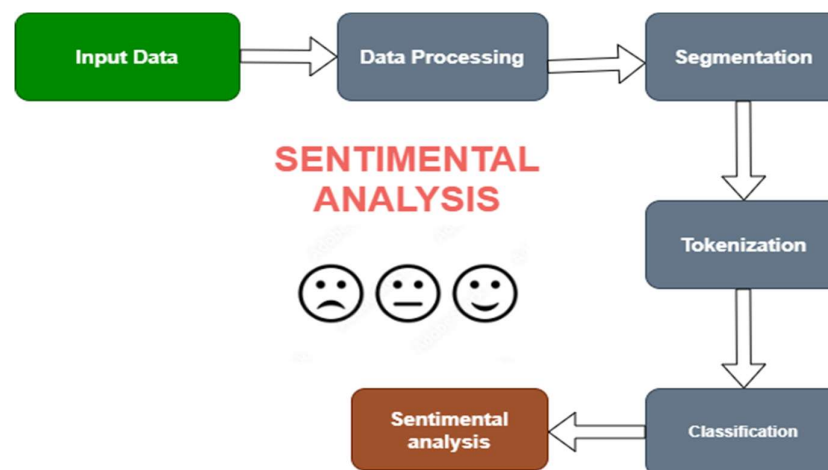 Input Data
Data Processing
Segmentation
SENTIMENTAL
ANALYSIS
Tokenization
Sentimental
analysis
Classification